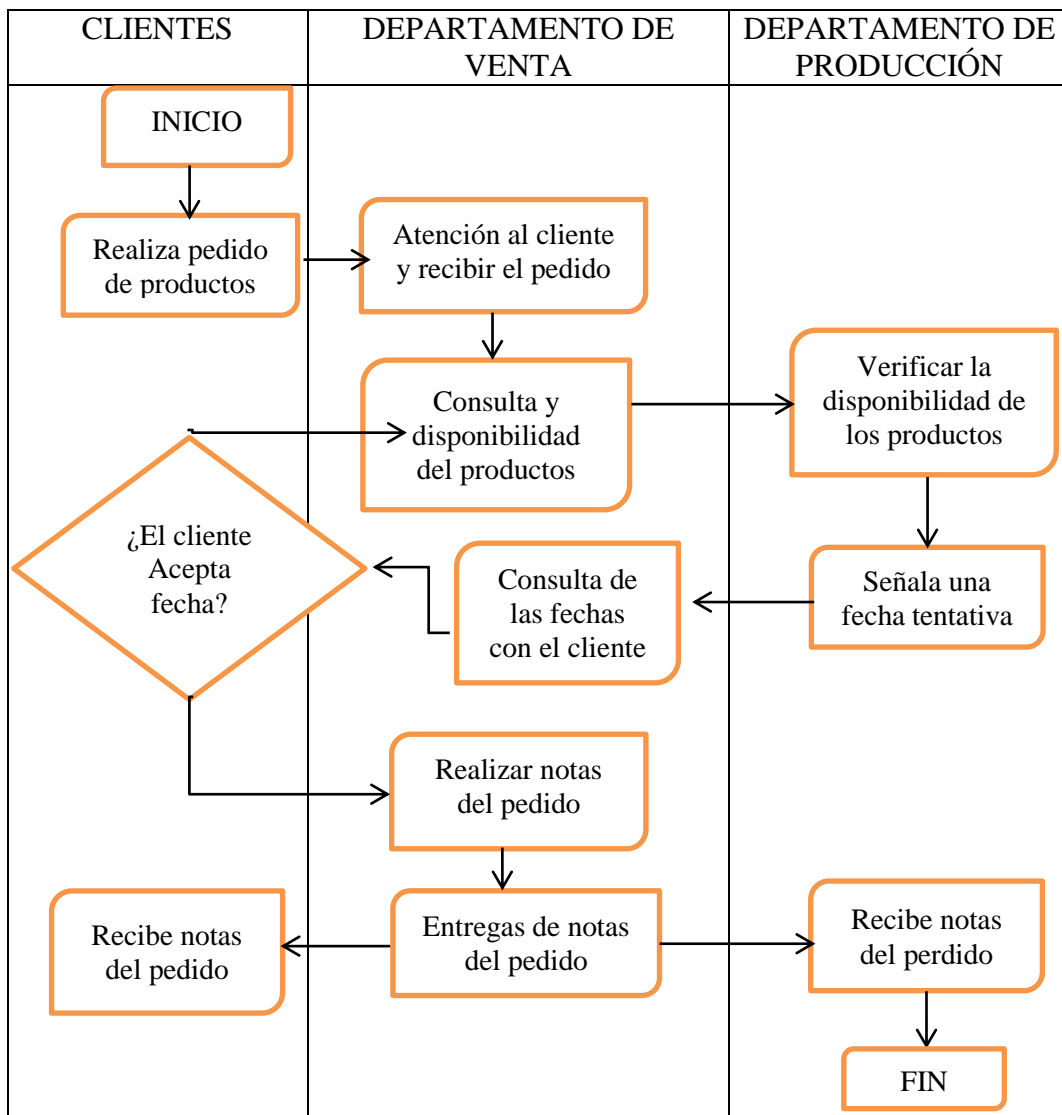 CLIENTES
DEPARTAMENTO DE
VENTA
DEPARTAMENTO DE
PRODUCCIÓN
INICIO
Realiza pedido
de productos
Atención al cliente
y recibir el pedido
Consulta y
disponibilidad
del productos
Verificar la
disponibilidad de
los productos
¿El cliente
Acepta
fecha?
Consulta de
las fechas
con el cliente
Señala una
fecha tentativa
Realizar notas
del pedido
Recibe notas
del pedido
Entregas de notas
del pedido
Recibe notas
del perdido
FIN